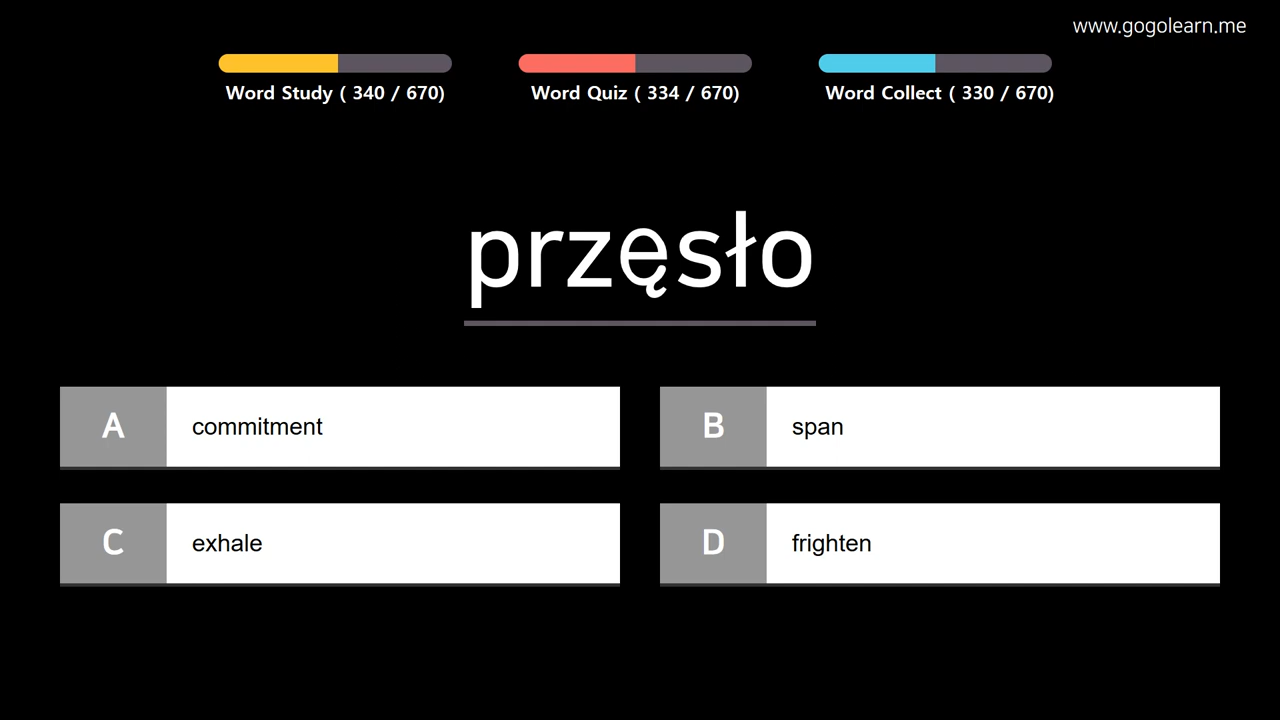 www.gogolearn.me
Word Study ( 340 / 670)
Word Quiz ( 334 / 670)
Word Collect ( 330 / 670)
przęsło
A commitment
B span
C exhale
D frighten